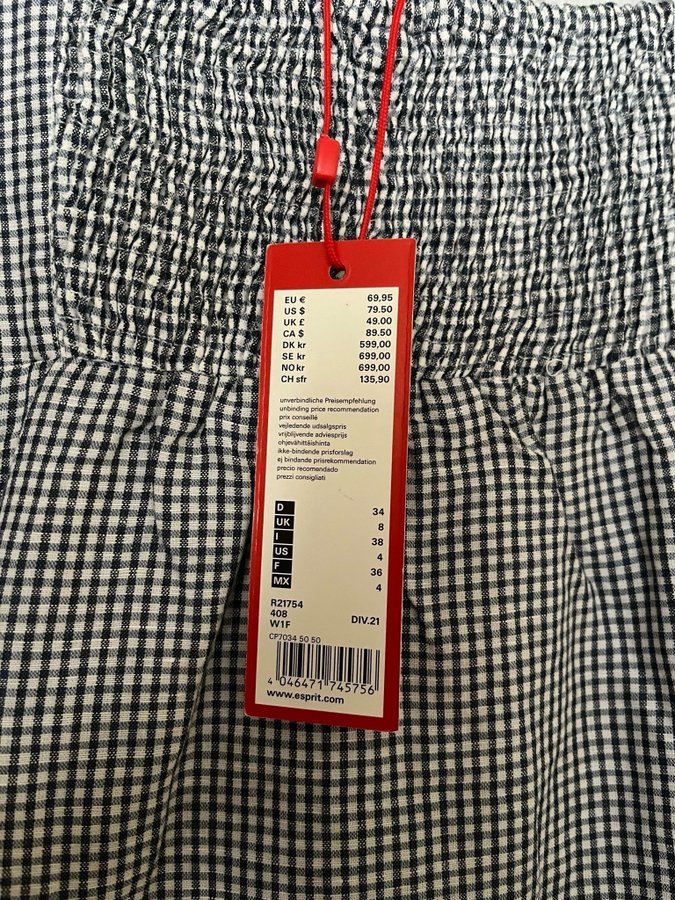 EU € 69,95
US $ 79.50
UK £ 49.00
CA $ 89.50
DK kr 599,00
SE kr 699,00
NO kr 699,00
CH sfr 135,90
unverbindliche Preisempfehlung
unbinding price recommendation
prix conseillé
vejledende udsalgspris
vrijblijvende adviesprijs
ohjevähittäishinta
ikke-bindende prisforslag
ej bindande prisrekommendation
precio recomendado
prezzi consigliati
D 34
UK 8
I 38
US 4
F 36
MX 4
R21754
408
W1F DIV.21
CP7034 50 50
4 046471 745756
www.esprit.com